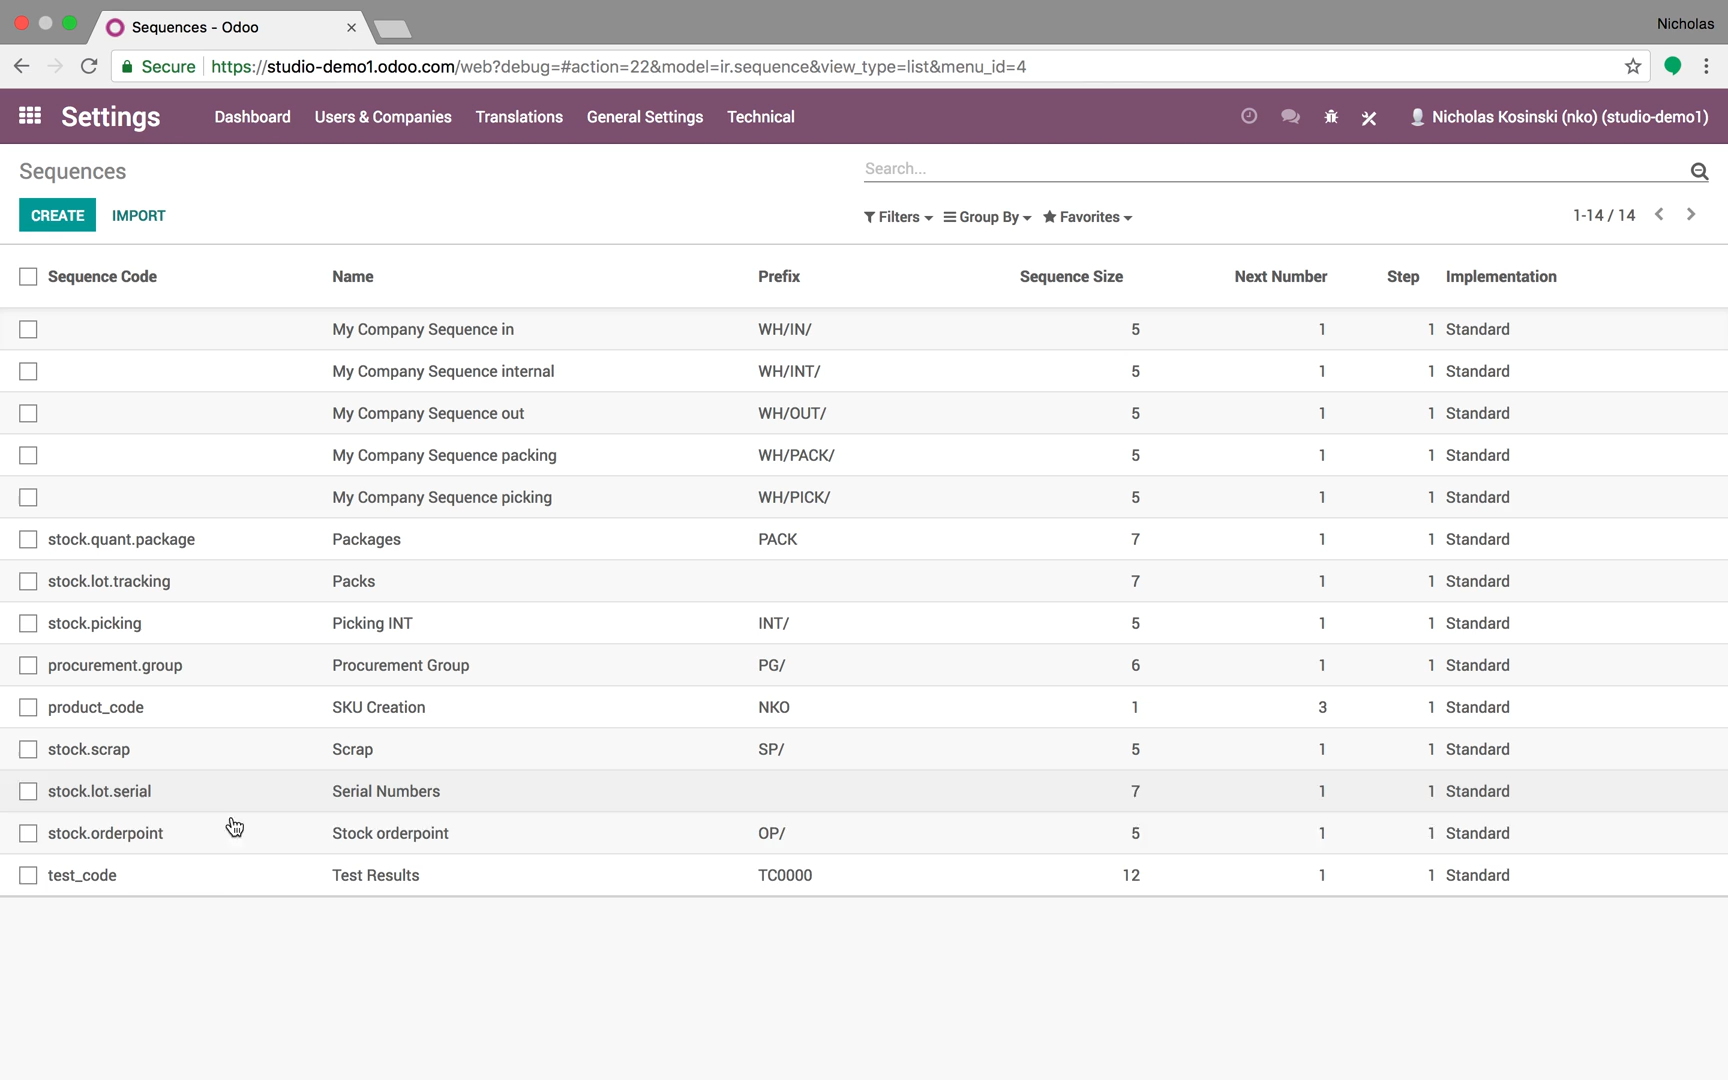 Sequences - Odoo
Nicholas
Secure https://studio-demo1.odoo.com/web?debug=#action=22&model=ir.sequence&view_type=list&menu_id=4
Settings Dashboard Users & Companies Translations General Settings Technical Nicholas Kosinski (nko) (studio-demo1)
Sequences Search...
CREATE IMPORT Filters Group By Favorites 1-14 / 14
Sequence Code Name Prefix Sequence Size Next Number Step Implementation
My Company Sequence in WH/IN/ 5 1 1 Standard
My Company Sequence internal WH/INT/ 5 1 1 Standard
My Company Sequence out WH/OUT/ 5 1 1 Standard
My Company Sequence packing WH/PACK/ 5 1 1 Standard
My Company Sequence picking WH/PICK/ 5 1 1 Standard
stock.quant.package Packages PACK 7 1 1 Standard
stock.lot.tracking Packs 7 1 1 Standard
stock.picking Picking INT INT/ 5 1 1 Standard
procurement.group Procurement Group PG/ 6 1 1 Standard
product_code SKU Creation NKO 1 3 1 Standard
stock.scrap Scrap SP/ 5 1 1 Standard
stock.lot.serial Serial Numbers 7 1 1 Standard
stock.orderpoint Stock orderpoint OP/ 5 1 1 Standard
test_code Test Results TC0000 12 1 1 Standard